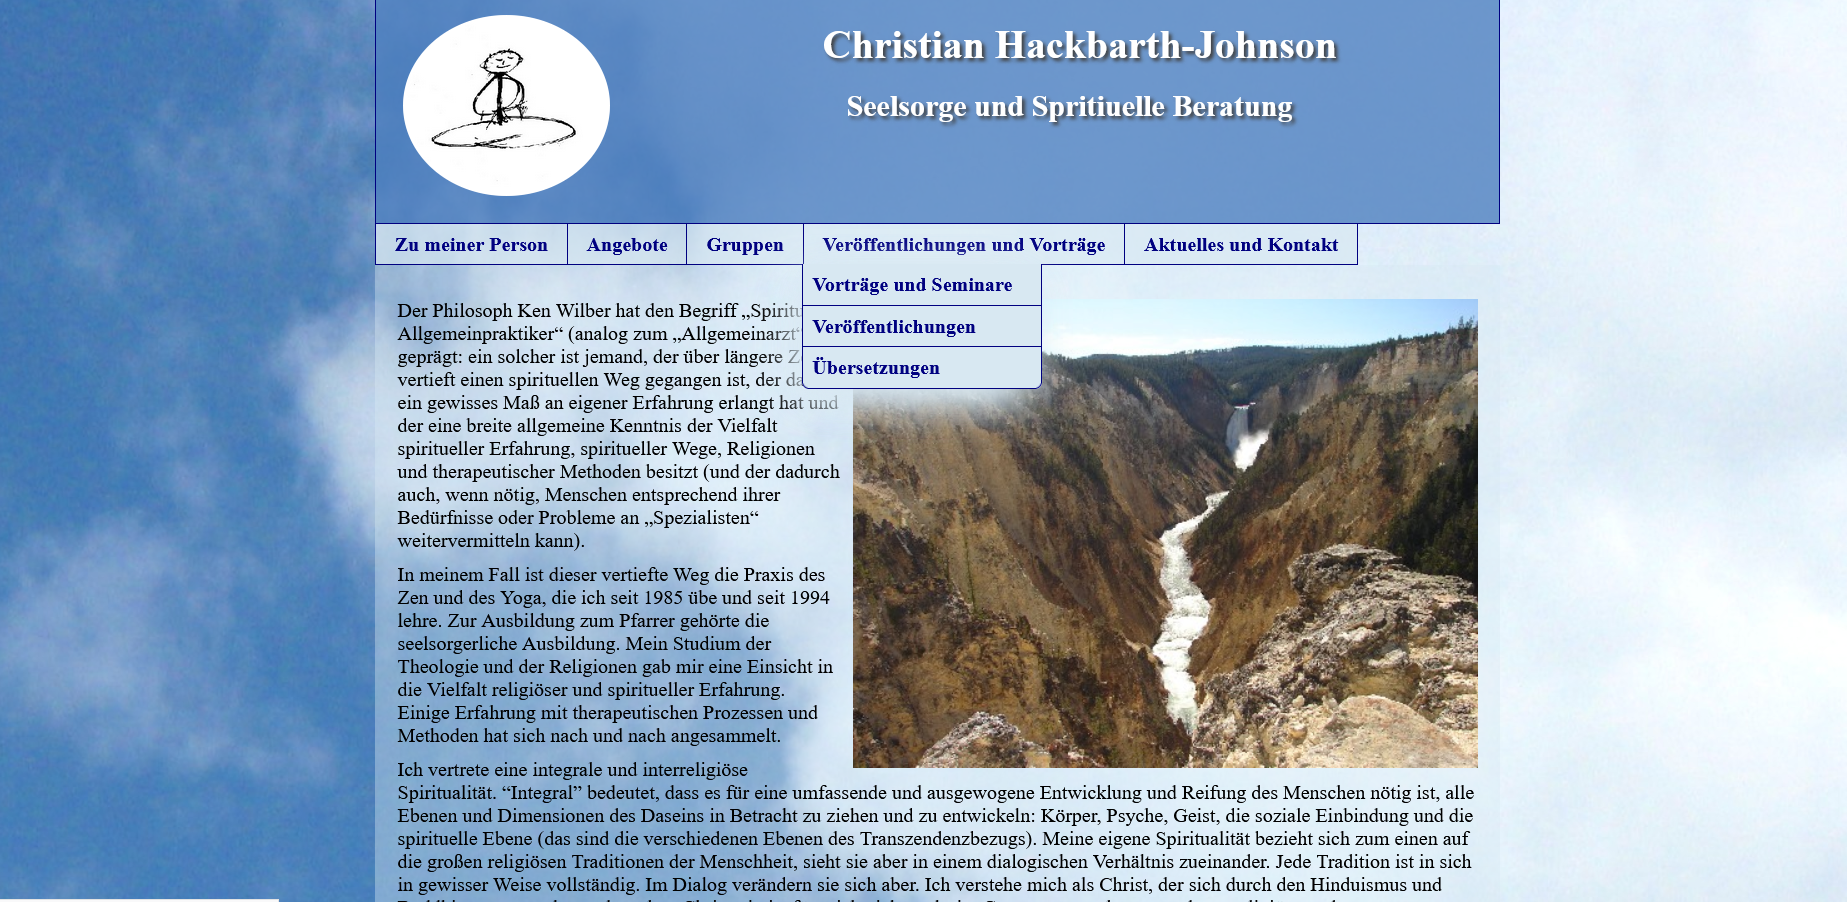 Christian Hackbarth-Johnson
Seelsorge und Spritiuelle Beratung
Zu meiner Person
Angebote
Gruppen
Veröffentlichungen und Vorträge
Aktuelles und Kontakt
Vorträge und Seminare
Veröffentlichungen
Übersetzungen
Der Philosoph Ken Wilber hat den Begriff „Spiritu
Allgemeinpraktiker“ (analog zum „Allgemeinarzt“
geprägt: ein solcher ist jemand, der über längere
vertieft einen spirituellen Weg gegangen ist, der
ein gewisses Maß an eigener Erfahrung erlangt hat und
der eine breite allgemeine Kenntnis der Vielfalt
spiritueller Erfahrung, spiritueller Wege, Religionen
und therapeutischer Methoden besitzt (und der dadurch
auch, wenn nötig, Menschen entsprechend ihrer
Bedürfnisse oder Probleme an „Spezialisten“
weitervermitteln kann).
In meinem Fall ist dieser vertiefte Weg die Praxis des
Zen und des Yoga, die ich seit 1985 übe und seit 1994
lehre. Zur Ausbildung zum Pfarrer gehörte die
seelsorgerliche Ausbildung. Mein Studium der
Theologie und der Religionen gab mir eine Einsicht in
die Vielfalt religiöser und spiritueller Erfahrung.
Einige Erfahrung mit therapeutischen Prozessen und
Methoden hat sich nach und nach angesammelt.
Ich vertrete eine integrale und interreligiöse
Spiritualität. “Integral” bedeutet, dass es für eine umfassende und ausgewogene Entwicklung und Reifung des Menschen nötig ist, alle
Ebenen und Dimensionen des Daseins in Betracht zu ziehen und zu entwickeln: Körper, Psyche, Geist, die soziale Einbindung und die
spirituelle Ebene (das sind die verschiedenen Ebenen des Transzendenzbezugs). Meine eigene Spiritualität bezieht sich zum einen auf
die großen religiösen Traditionen der Menschheit, sieht sie aber in einem dialogischen Verhältnis zueinander. Jede Tradition ist in sich
in gewisser Weise vollständig. Im Dialog verändern sie sich aber. Ich verstehe mich als Christ, der sich durch den Hinduismus und